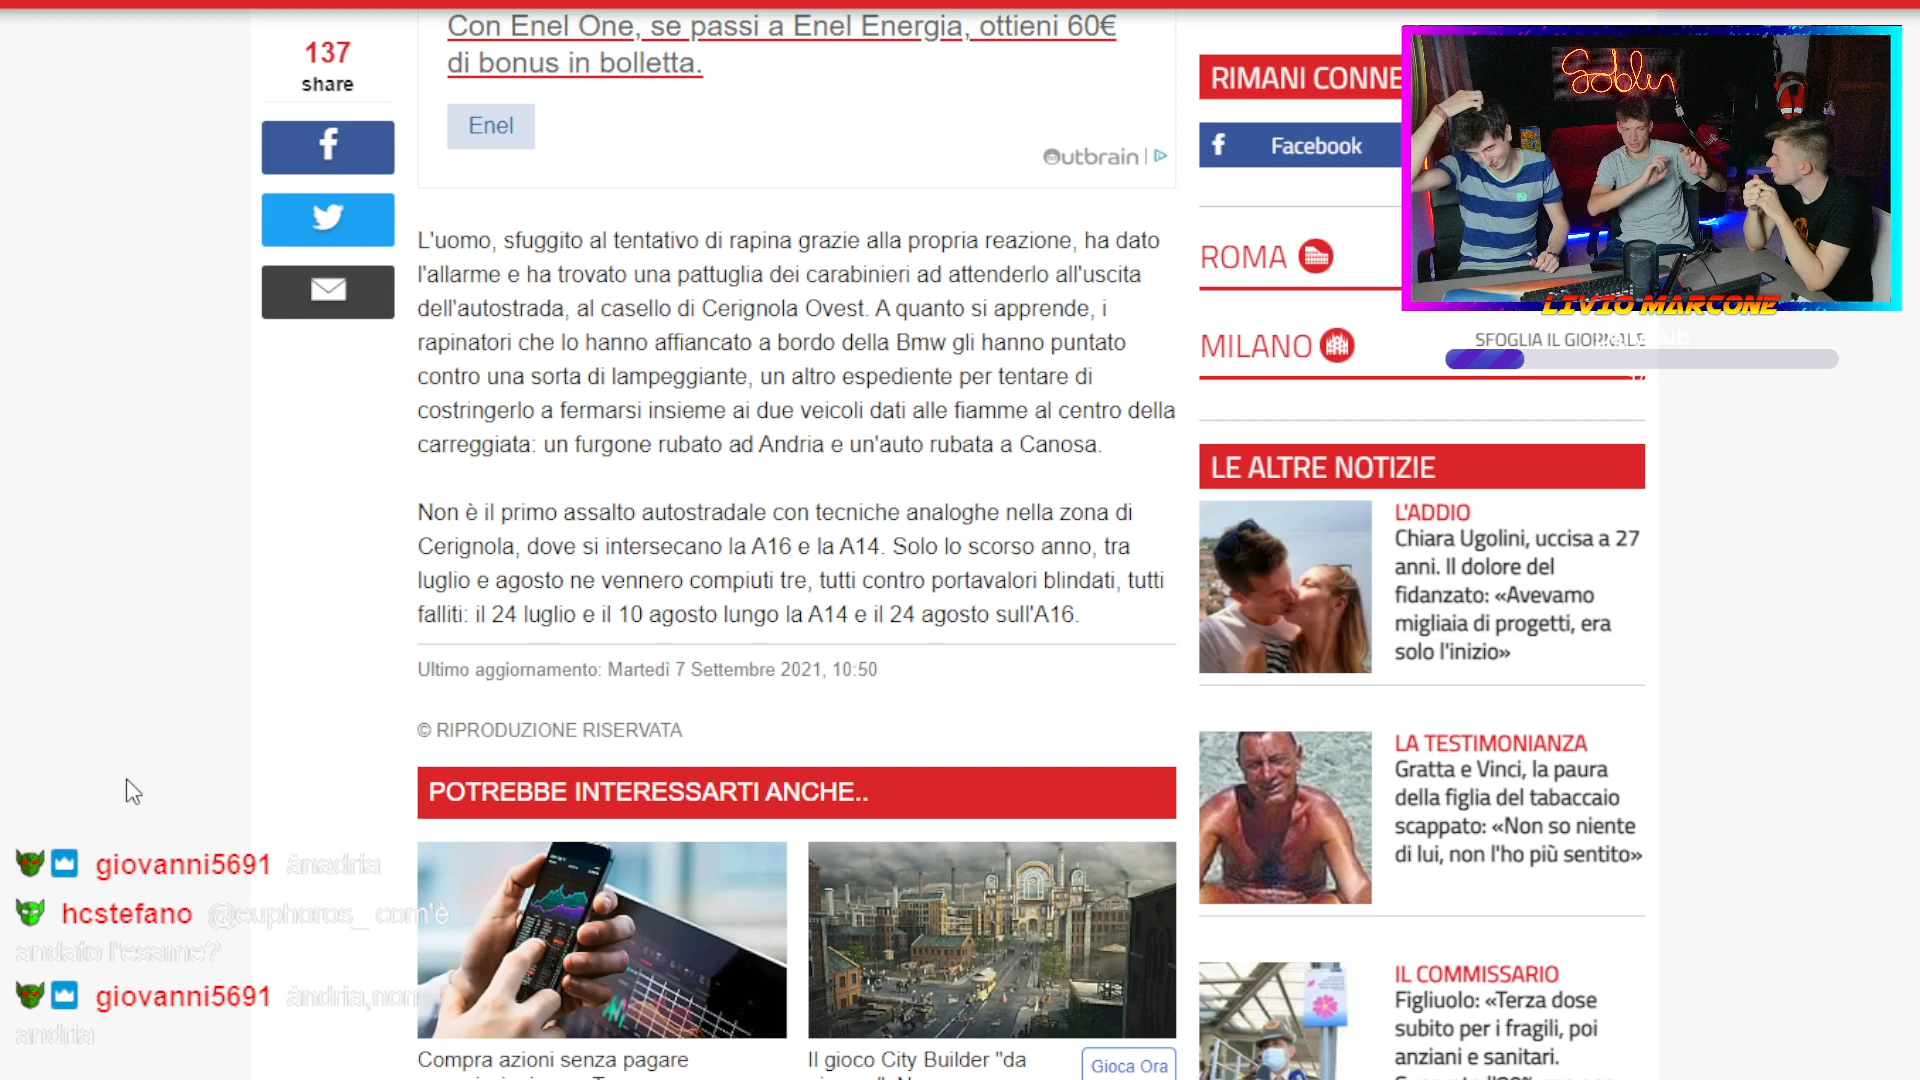 137
share
Con Enel One, se passi a Enel Energia, ottieni 60€
di bonus in bolletta.
Enel
Outbrain
L'uomo, sfuggito al tentativo di rapina grazie alla propria reazione, ha dato
l'allarme e ha trovato una pattuglia dei carabinieri ad attenderlo all'uscita
dell'autostrada, al casello di Cerignola Ovest. A quanto si apprende, i
rapinatori che lo hanno affiancato a bordo della Bmw gli hanno puntato
contro una sorta di lampeggiante, un altro espediente per tentare di
costringerlo a fermarsi insieme ai due veicoli dati alle fiamme al centro della
carreggiata: un furgone rubato ad Andria e un'auto rubata a Canosa.
Non è il primo assalto autostradale con tecniche analoghe nella zona di
Cerignola, dove si intersecano la A16 e la A14. Solo lo scorso anno, tra
luglio e agosto ne vennero compiuti tre, tutti contro portavalori blindati, tutti
falliti: il 24 luglio e il 10 agosto lungo la A14 e il 24 agosto sull'A16.
Ultimo aggiornamento: Martedì 7 Settembre 2021, 10:50
© RIPRODUZIONE RISERVATA
POTREBBE INTERESSARTI ANCHE..
Compra azioni senza pagare
Il gioco City Builder "da
Gioca Ora
RIMANI CONNE
Facebook
ROMA
MILANO
SFOGLIA IL GIORNALE
Goblin
LIVIO MARCONE
Sub
LE ALTRE NOTIZIE
L'ADDIO
Chiara Ugolini, uccisa a 27
anni. Il dolore del
fidanzato: «Avevamo
migliaia di progetti, era
solo l'inizio»
LA TESTIMONIANZA
Gratta e Vinci, la paura
della figlia del tabaccaio
scappato: «Non so niente
di lui, non l'ho più sentito»
IL COMMISSARIO
Figliuolo: «Terza dose
subito per i fragili, poi
anziani e sanitari.
giovanni5691 ànadria
hcstefano @euphoros_ com'è
andato l'esame?
giovanni5691 àndria,non
andria